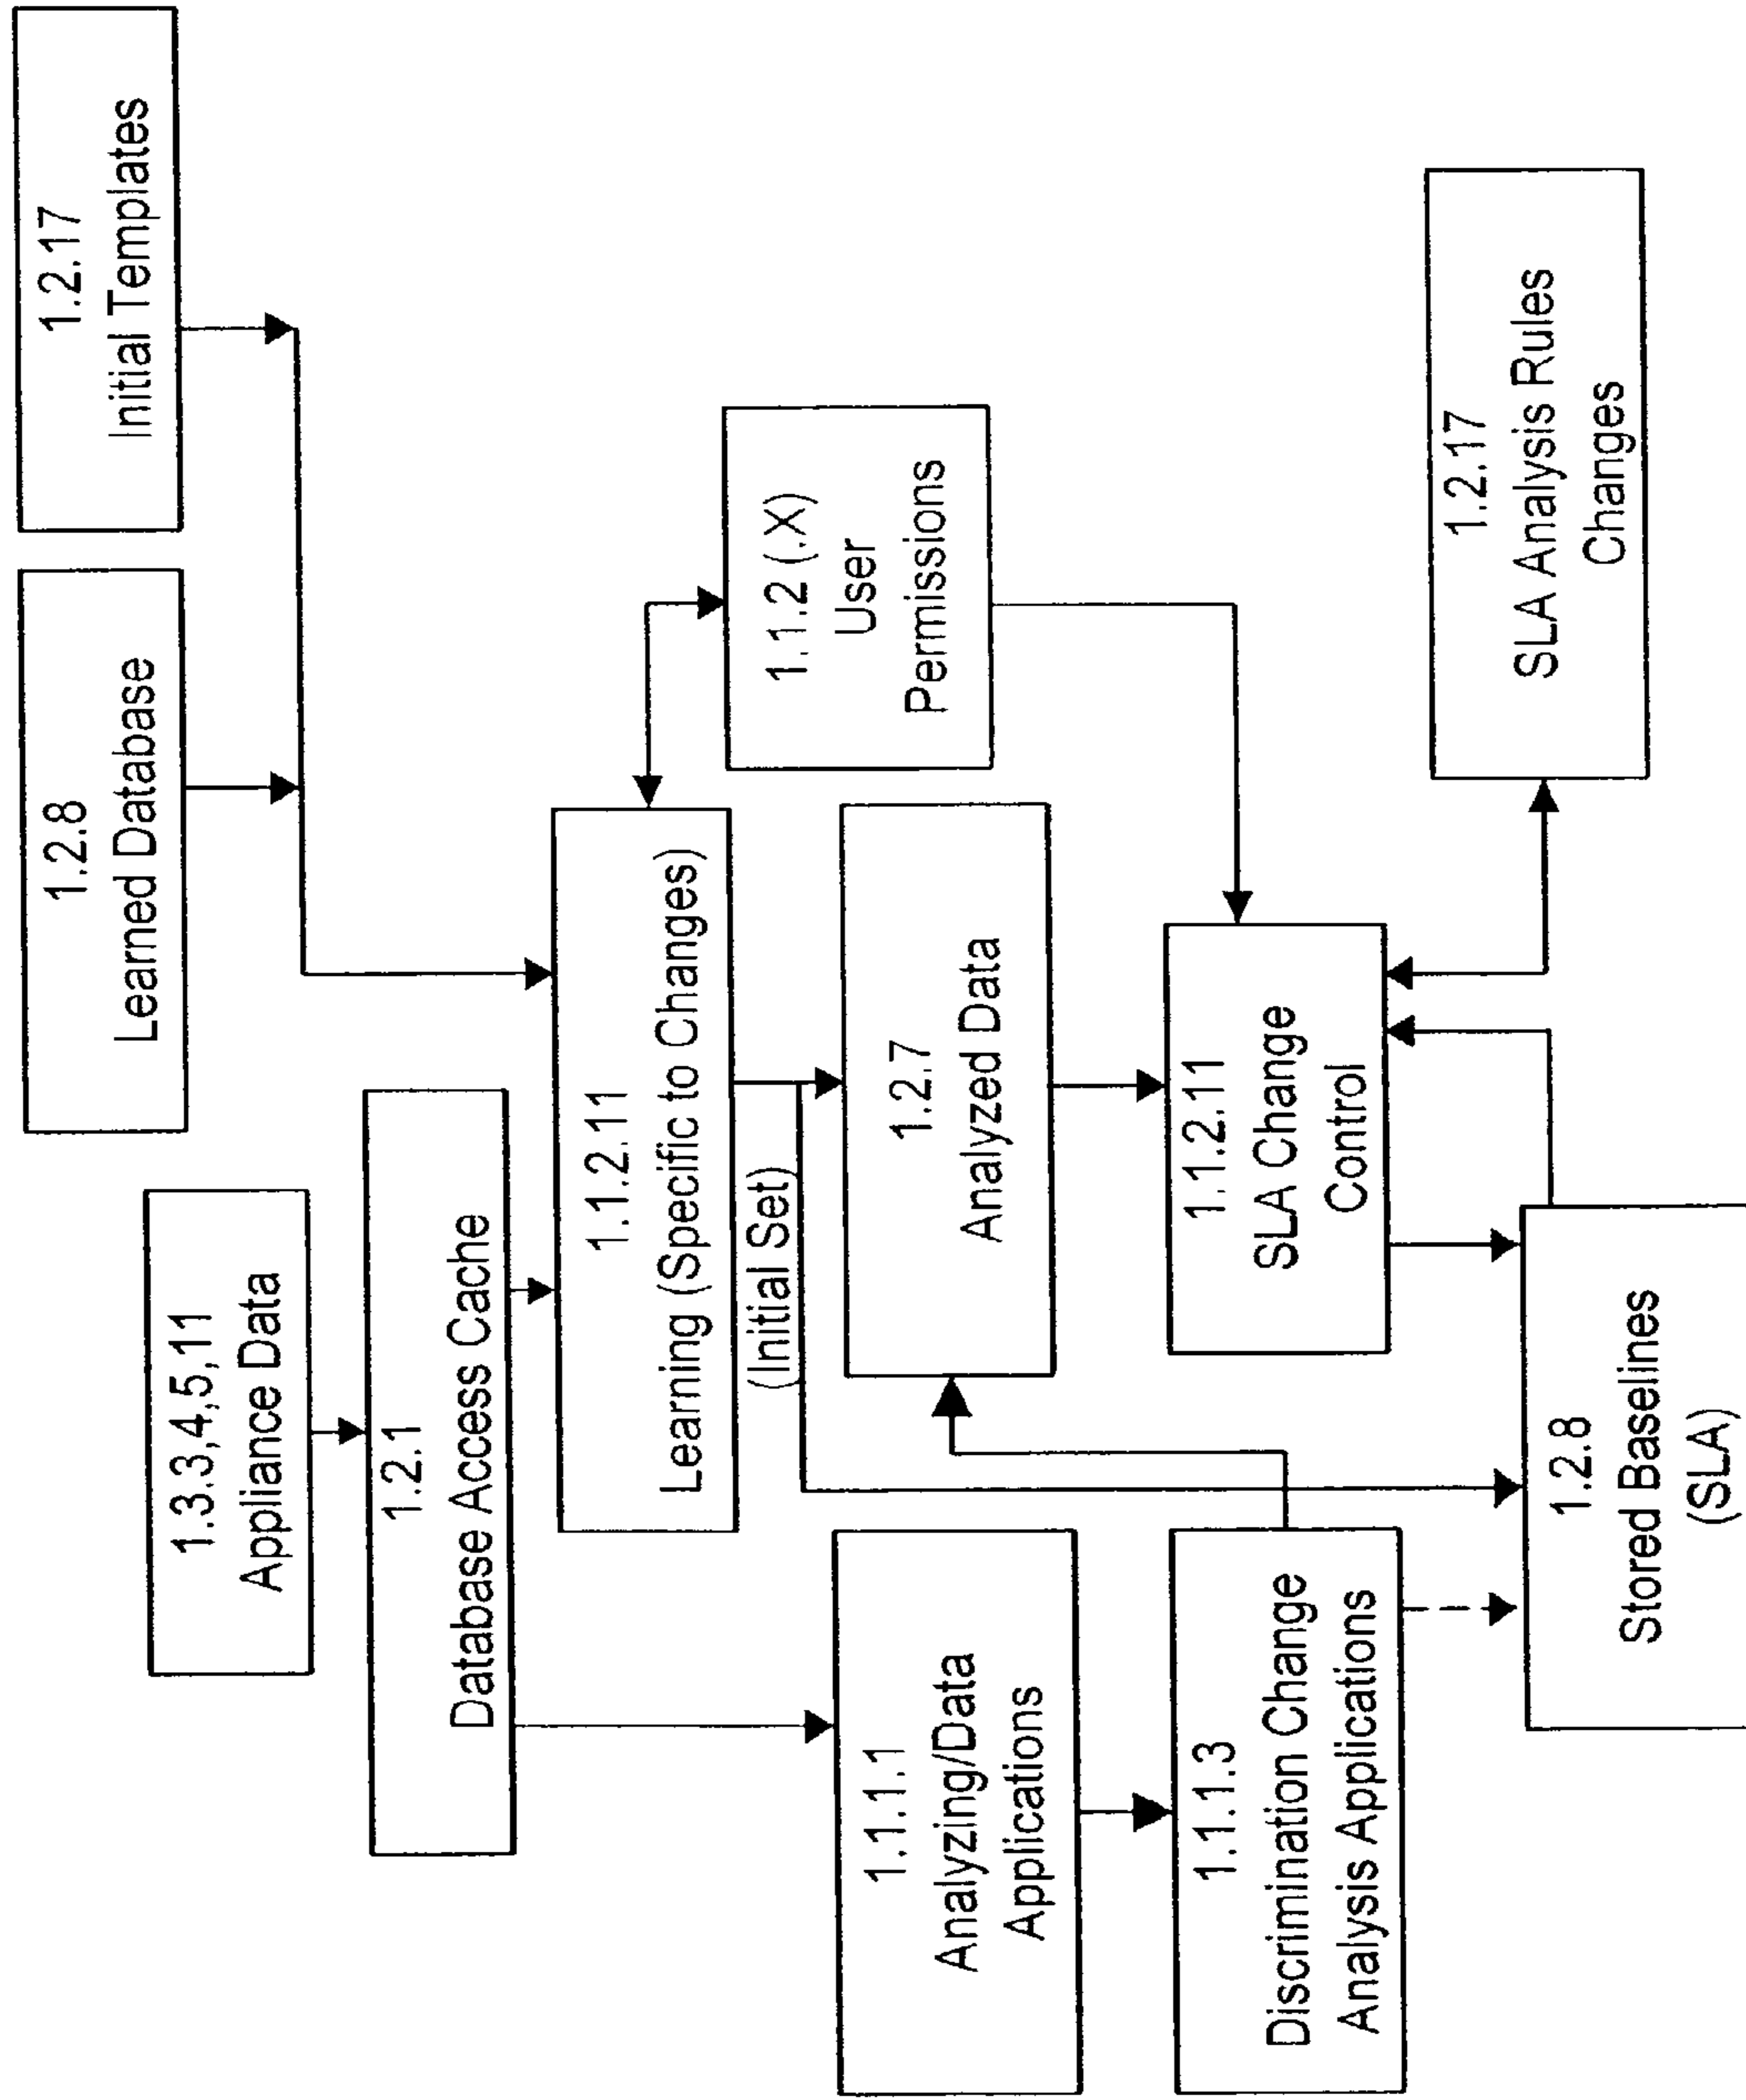 1.2.17
Initial Templates
1.2.8
Learned Database
1.3.3,4,5,11
Appliance Data
1.2.1
Database Access Cache
1.1.2.11
Learning (Specific to Changes)
(Initial Set)
1.1.2 (.X)
User
Permissions
1.1.1.1
Analyzing/Data
Applications
1.2.7
Analyzed Data
1.1.1.3
Discrimination Change
Analysis Applications
1.1.2.11
SLA Change
Control
1.2.17
SLA Analysis Rules
Changes
1.2.8
Stored Baselines
(SLA)